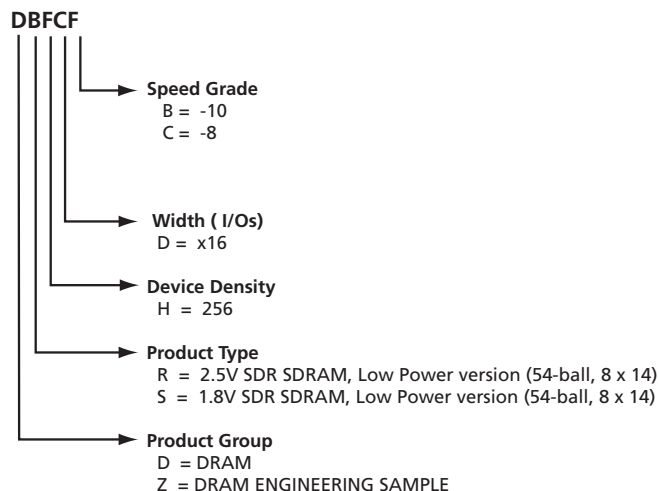 DBFCF
Speed Grade
B = -10
C = -8
Width ( I/Os)
D = x16
Device Density
H = 256
Product Type
R = 2.5V SDR SDRAM, Low Power version (54-ball, 8 x 14)
S = 1.8V SDR SDRAM, Low Power version (54-ball, 8 x 14)
Product Group
D = DRAM
Z = DRAM ENGINEERING SAMPLE